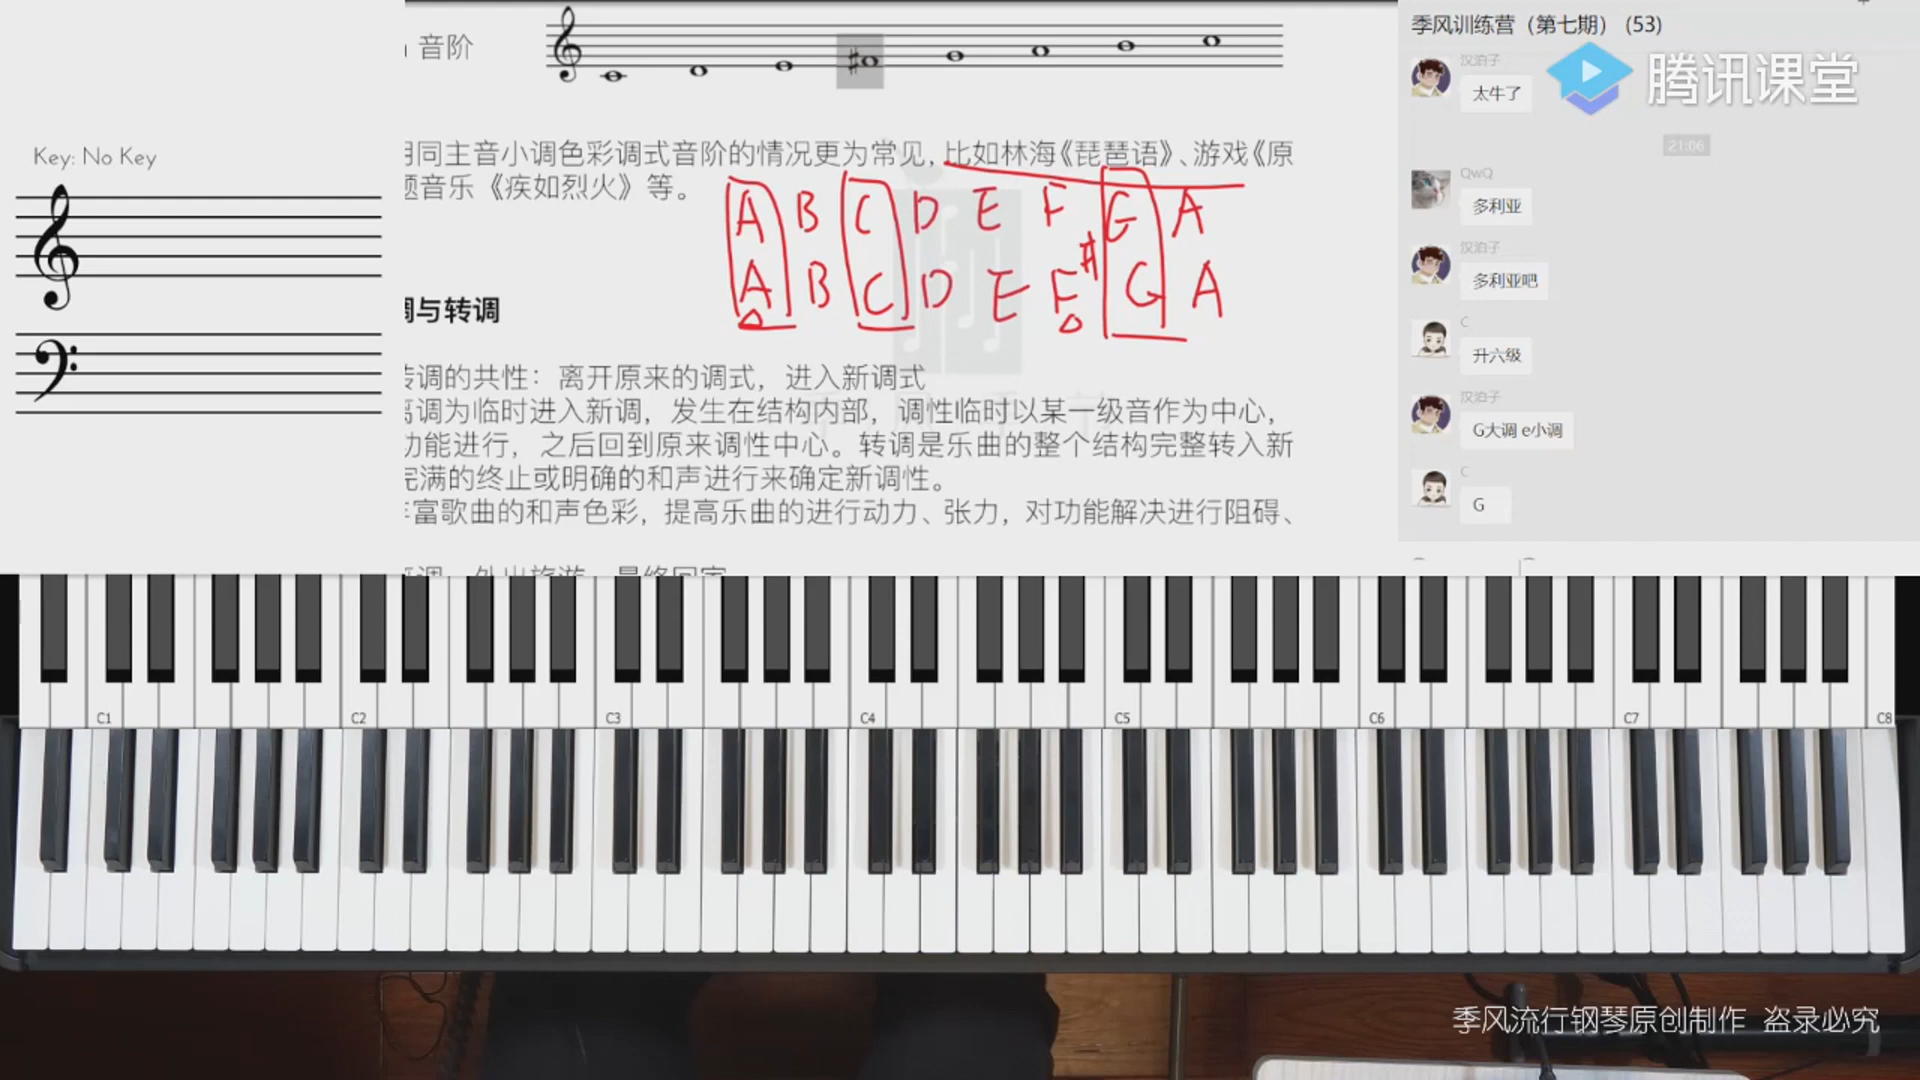 音阶
Key: No Key
用同主音小调色彩调式音阶的情况更为常见，比如林海《琵琶语》、游戏《原
题音乐《疾如烈火》等。
A B C D E F G A
A B C D E F # G A
调与转调
转调的共性：离开原来的调式，进入新调式
离调为临时进入新调，发生在结构内部，调性临时以某一级音作为中心，
功能进行，之后回到原来调性中心。转调是乐曲的整个结构完整转入新
完满的终止或明确的和声进行来确定新调性。
丰富歌曲的和声色彩，提高乐曲的进行动力、张力，对功能解决进行阻碍、
离调 外出旅游 最终回家
季风训练营（第七期）(53)
腾讯课堂
汉泊子
太牛了
21:06
QwQ
多利亚
汉泊子
多利亚吧
C
升六级
汉泊子
G大调 e小调
C
G
C1 C2 C3 C4 C5 C6 C7 C8
季风流行钢琴原创制作 盗录必究